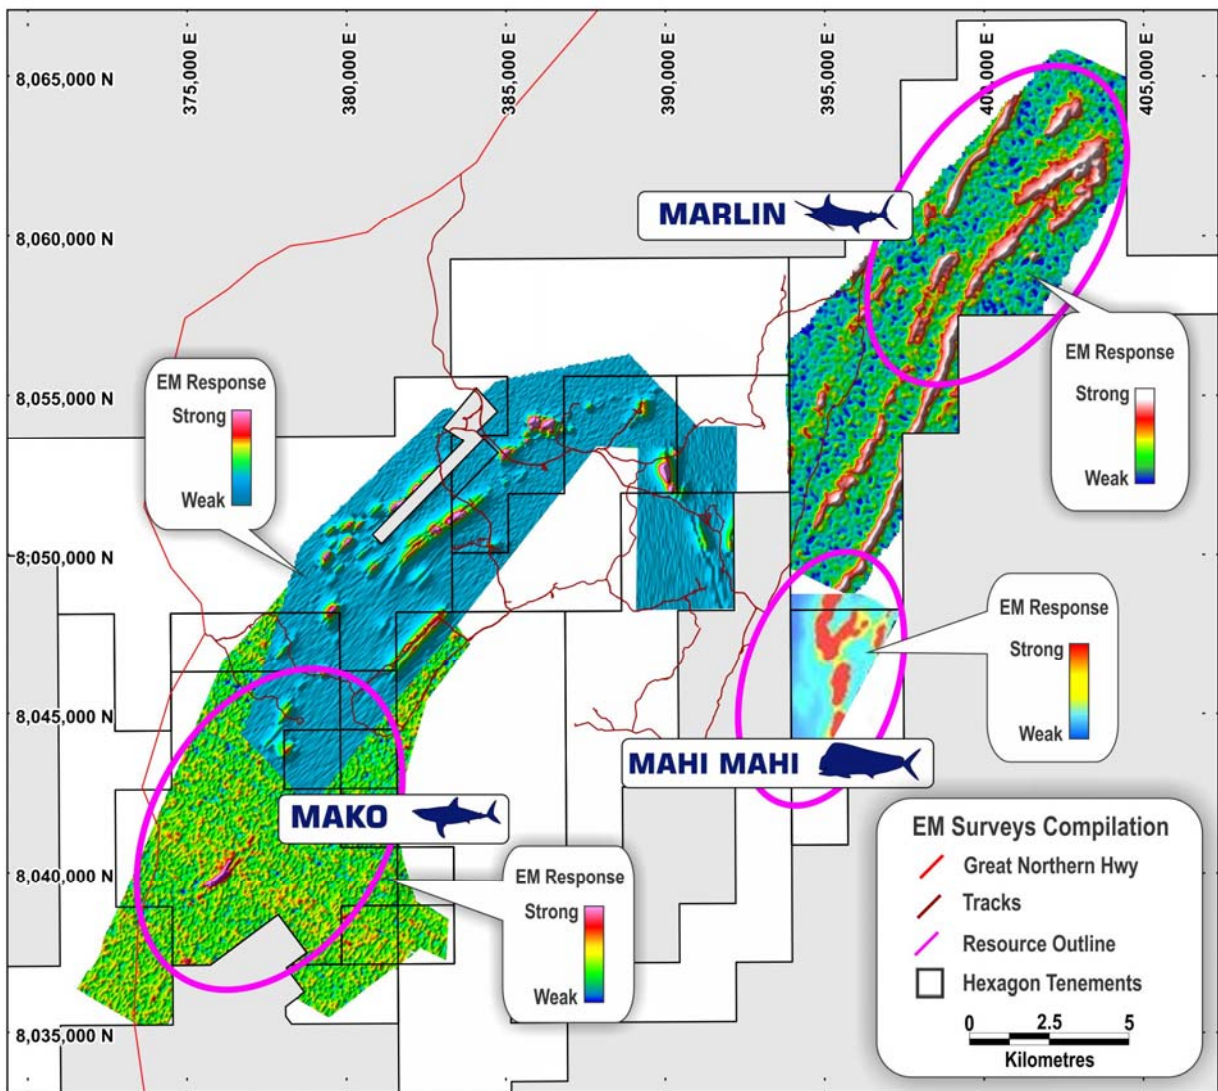 375,000 E
380,000 E
385,000 E
390,000 E
395,000 E
400,000 E
405,000 E
8,065,000 N
8,060,000 N
8,055,000 N
8,050,000 N
8,045,000 N
8,040,000 N
8,035,000 N
MARLIN
EM Response
Strong
Weak
EM Response
Strong
Weak
EM Response
Strong
Weak
MAHI MAHI
MAKO
EM Response
Strong
Weak
EM Surveys Compilation
Great Northern Hwy
Tracks
Resource Outline
Hexagon Tenements
0 2.5 5
Kilometres